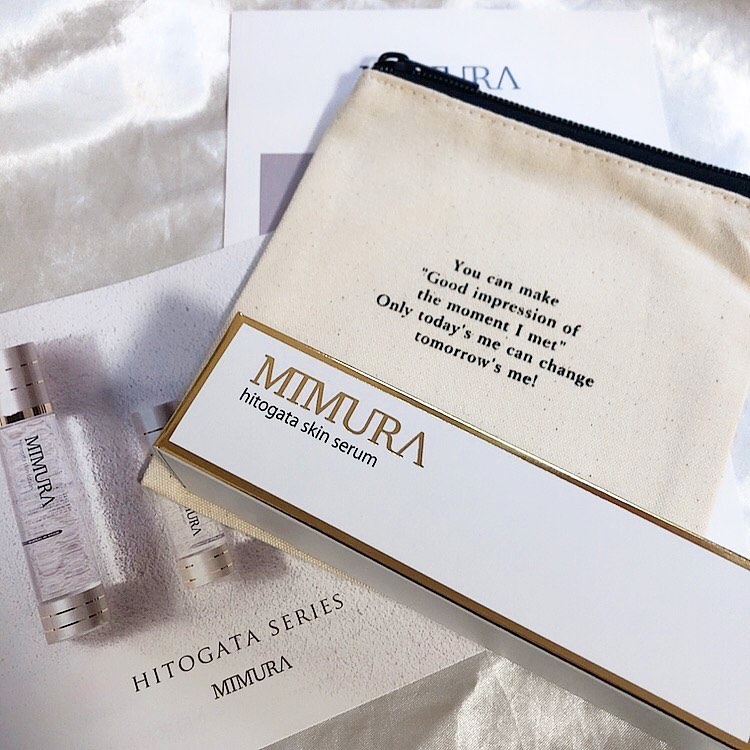 You can make
"Good impression of
the moment I met"
Only today's me can change
tomorrow's me!
MIMURA
hitogata skin serum
MIMURA
HITOGATA SERIES
MIMURA